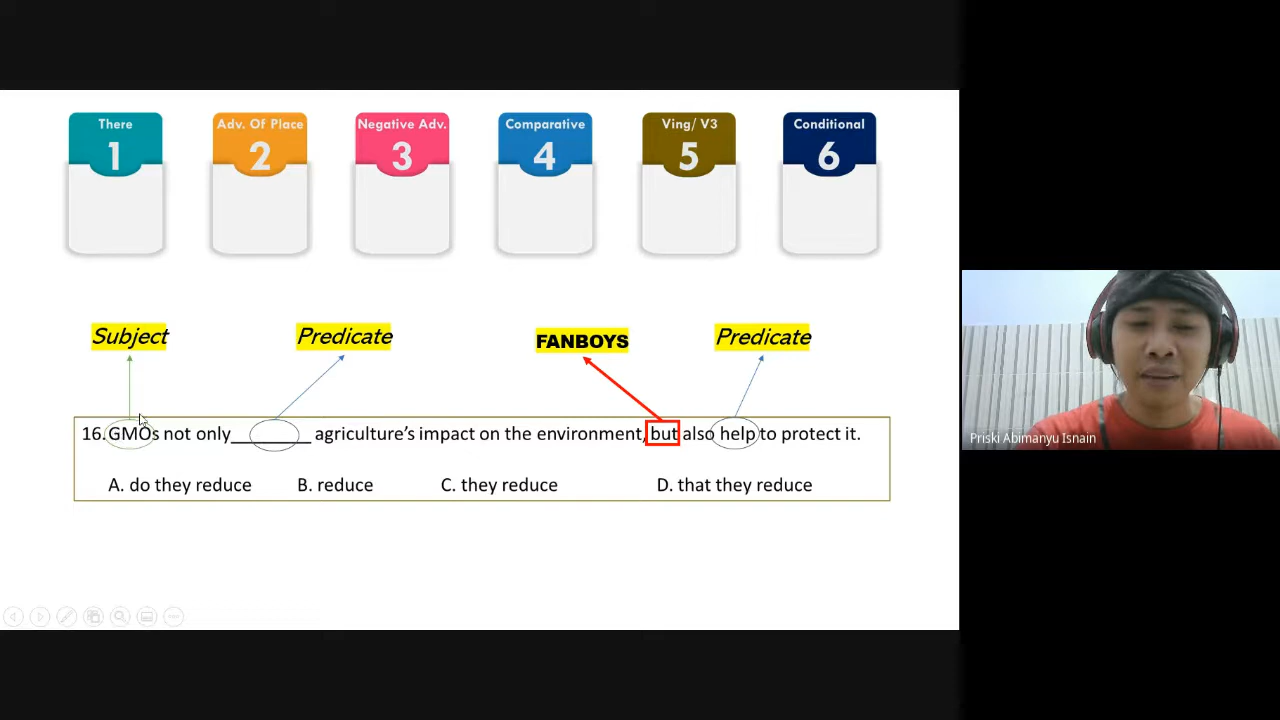 There
1
Adv. Of Place
2
Negative Adv.
3
Comparative
4
Ving/ V3
5
Conditional
6
Subject
Predicate
FANBOYS
Predicate
16. GMOs not only________ agriculture's impact on the environment, but also help to protect it.
A. do they reduce B. reduce C. they reduce D. that they reduce
Priski Abimanyu Isnain